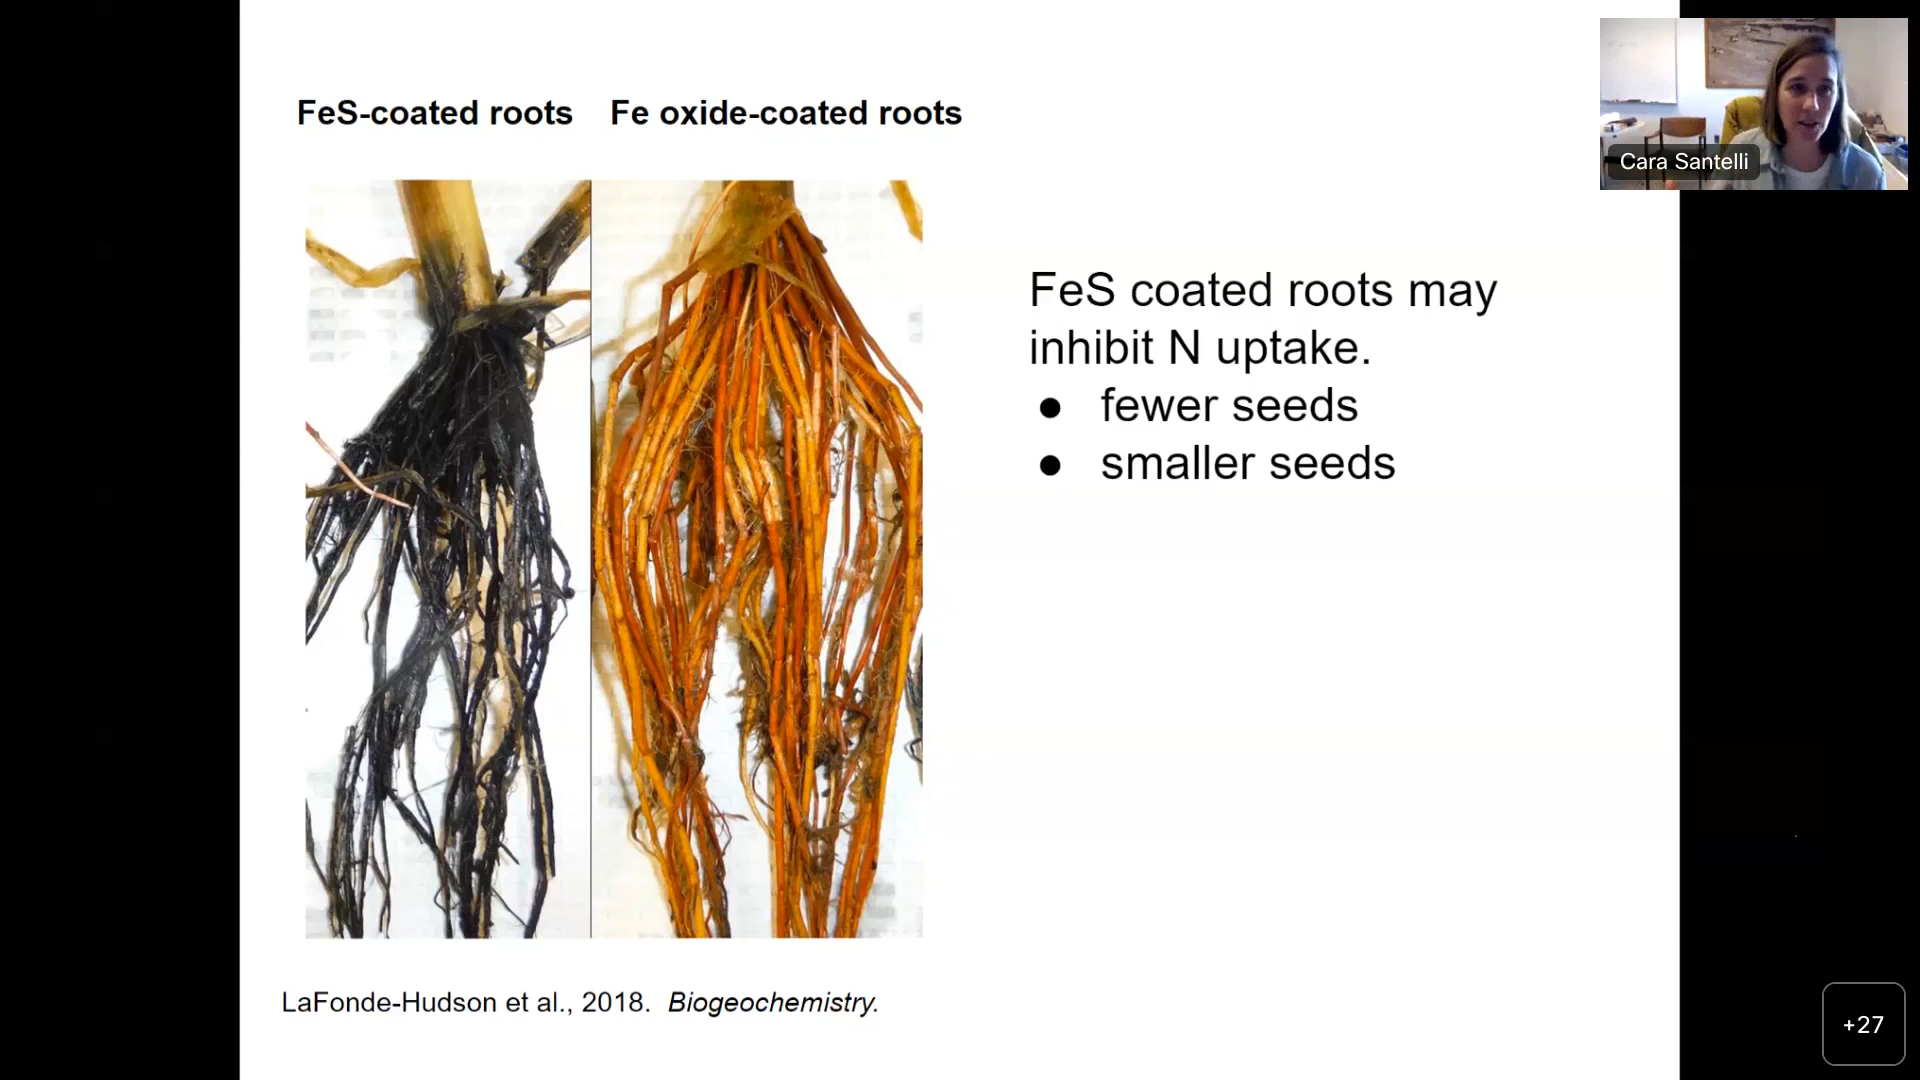 FeS-coated roots Fe oxide-coated roots
Cara Santelli
FeS coated roots may
inhibit N uptake.
● fewer seeds
● smaller seeds
LaFonde-Hudson et al., 2018. Biogeochemistry.
+27